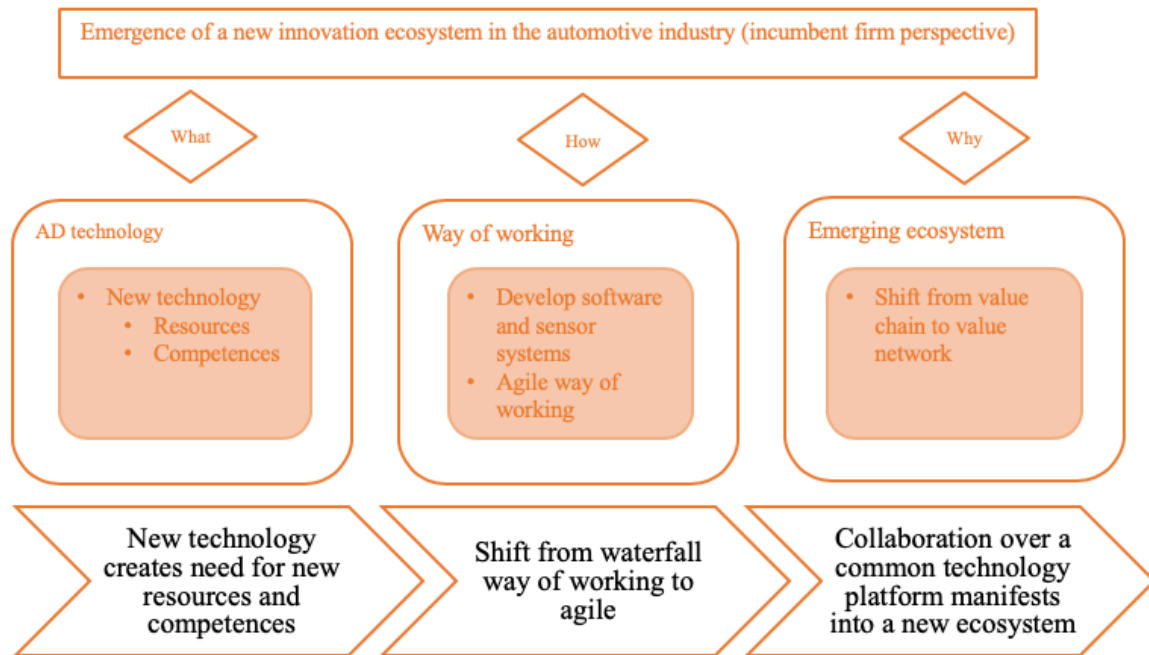 Emergence of a new innovation ecosystem in the automotive industry (incumbent firm perspective)
What
How
Why
AD technology
• New technology
• Resources
• Competences
Way of working
• Develop software
and sensor
systems
• Agile way of
working
Emerging ecosystem
• Shift from value
chain to value
network
New technology
creates need for new
resources and
competences
Shift from waterfall
way of working to
agile
Collaboration over a
common technology
platform manifests
into a new ecosystem